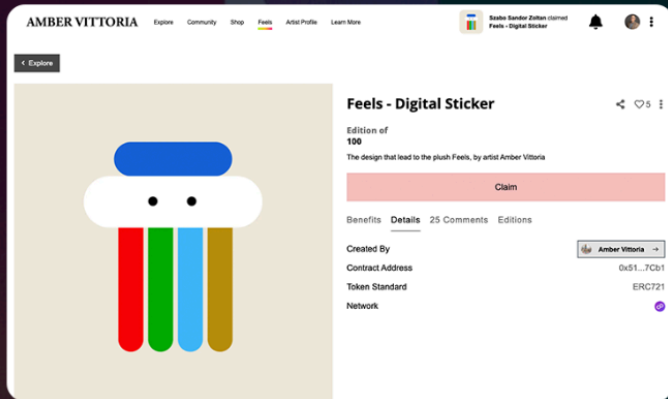 AMBER VITTORIA
Explore Community Shop Feels Artist Profile Learn More
Szabo Sandor Zoltan claimed
Feels - Digital Sticker
Explore
Feels - Digital Sticker
5
Edition of
100
The design that lead to the plush Feels, by artist Amber Vittoria
Claim
Benefits Details 25 Comments Editions
Created By Amber Vittoria →
Contract Address 0x51...7Cb1
Token Standard ERC721
Network